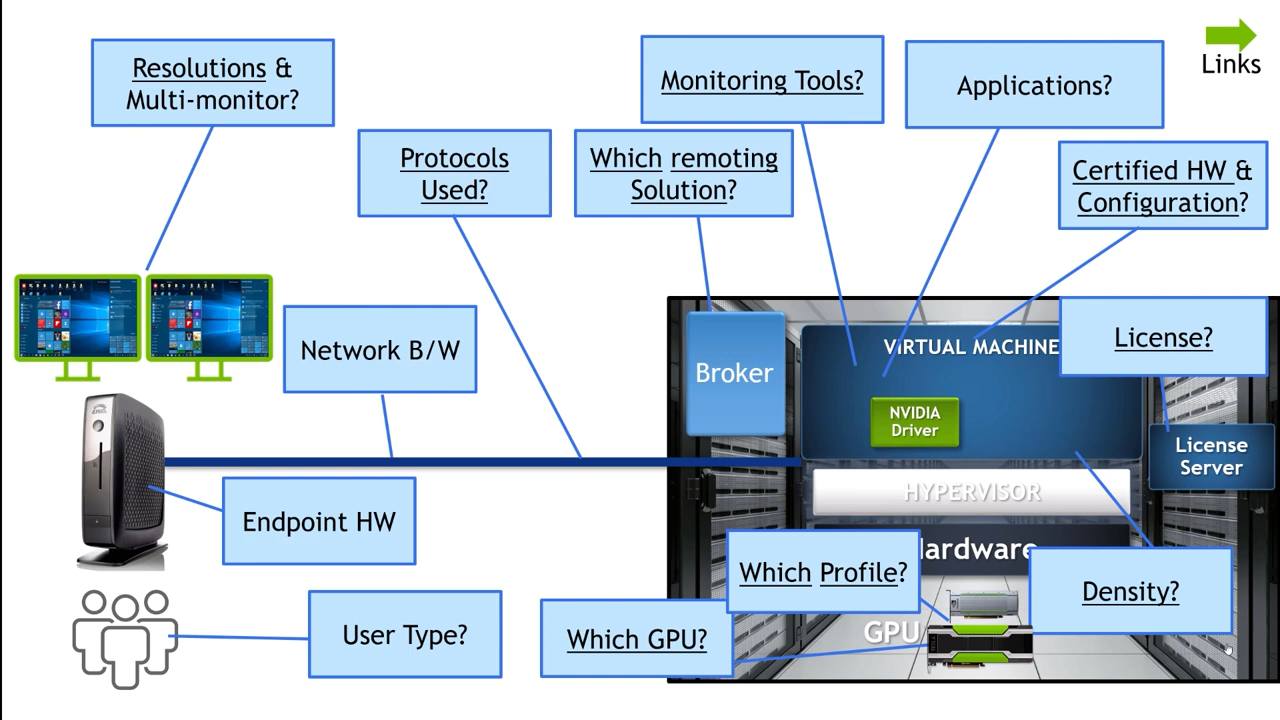 Links
Resolutions &
Multi-monitor?
Monitoring Tools?
Applications?
Protocols
Used?
Which remoting
Solution?
Certified HW &
Configuration?
Network B/W
Broker
VIRTUAL MACHINE
License?
NVIDIA
Driver
License
Server
HYPERVISOR
Endpoint HW
Hardware
Which Profile?
Density?
User Type?
Which GPU?
GPU